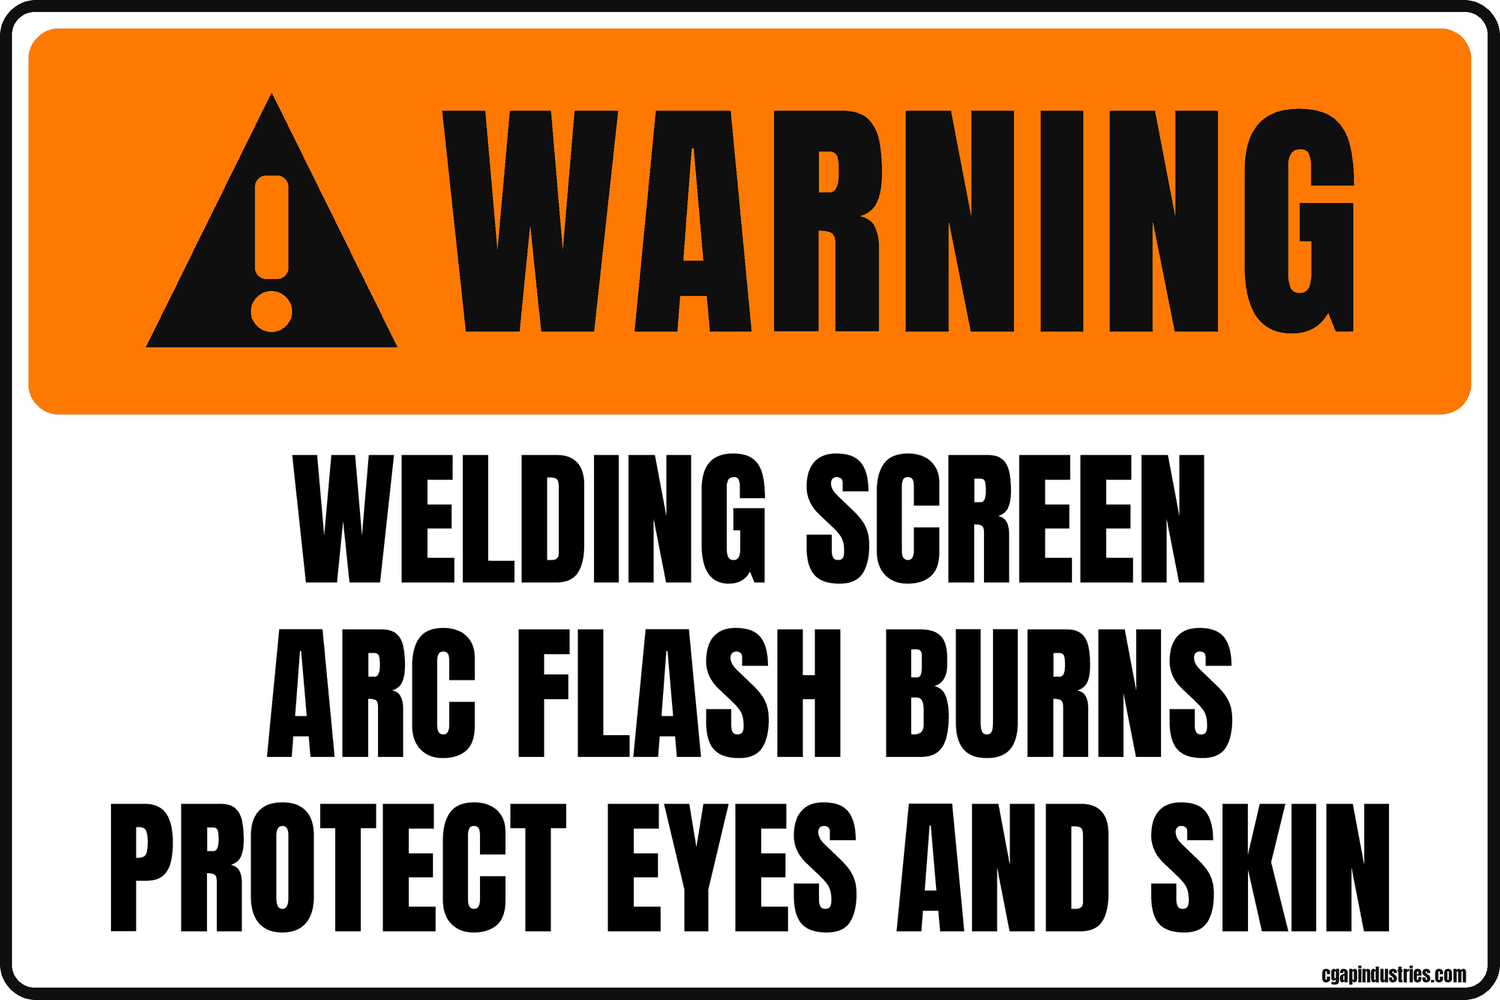 WARNING
WELDING SCREEN
ARC FLASH BURNS
PROTECT EYES AND SKIN
cgapindustries.com